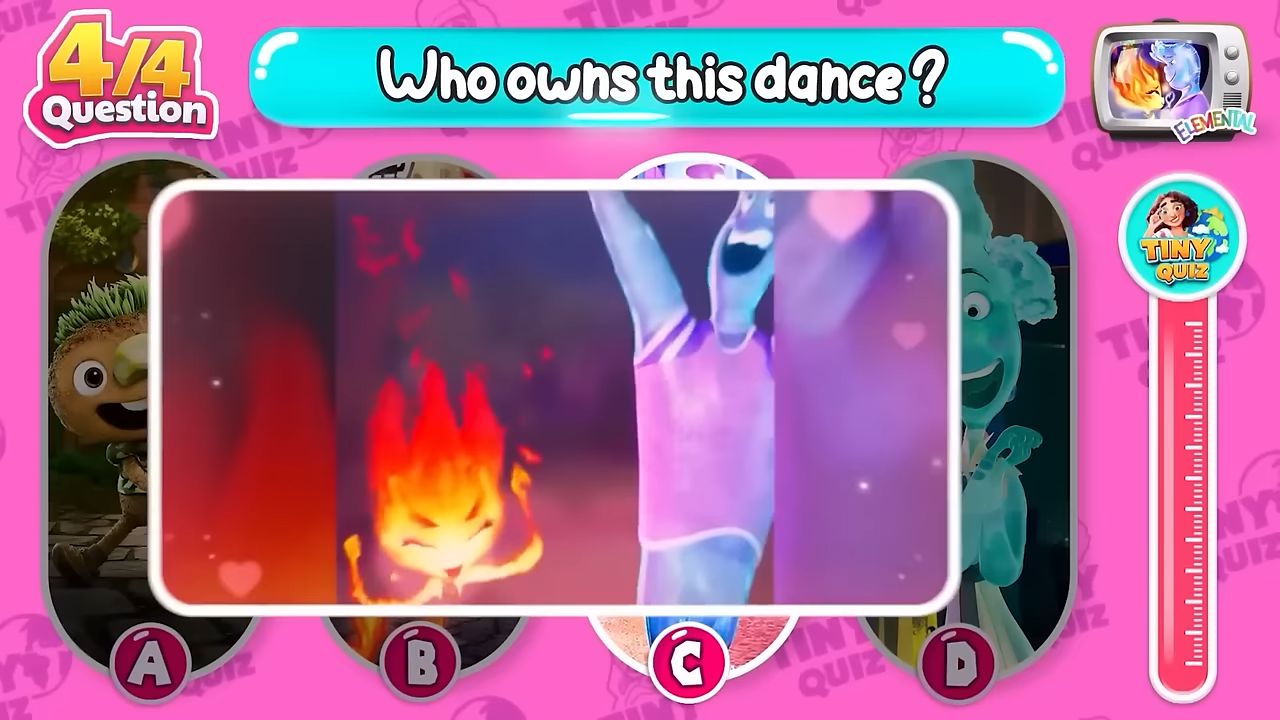 4/4
Question
Who owns this dance?
ELEMENTAL
TINY
QUIZ
A
B
C
D